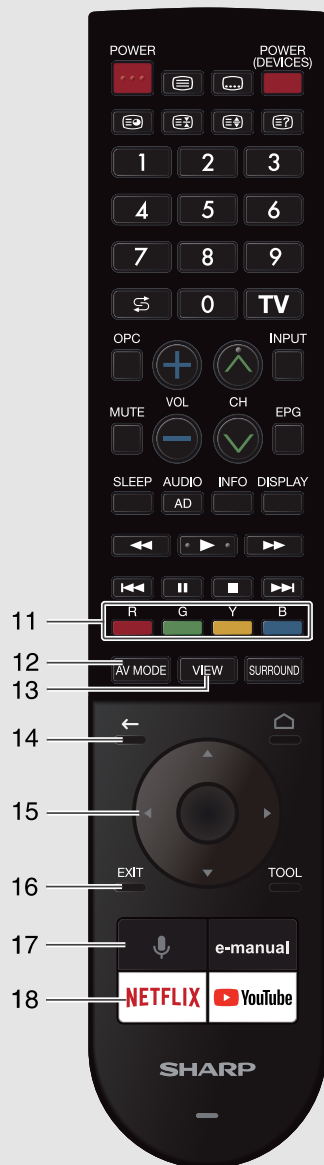 POWER POWER (DEVICES)
1 2 3
4 5 6
7 8 9
0 TV
OPC INPUT
VOL CH
MUTE EPG
SLEEP AUDIO INFO DISPLAY
AD
R G Y B
11
12 AV MODE VIEW SURROUND
13
14
15
16 EXIT TOOL
17 e-manual
18 NETFLIX YouTube
SHARP